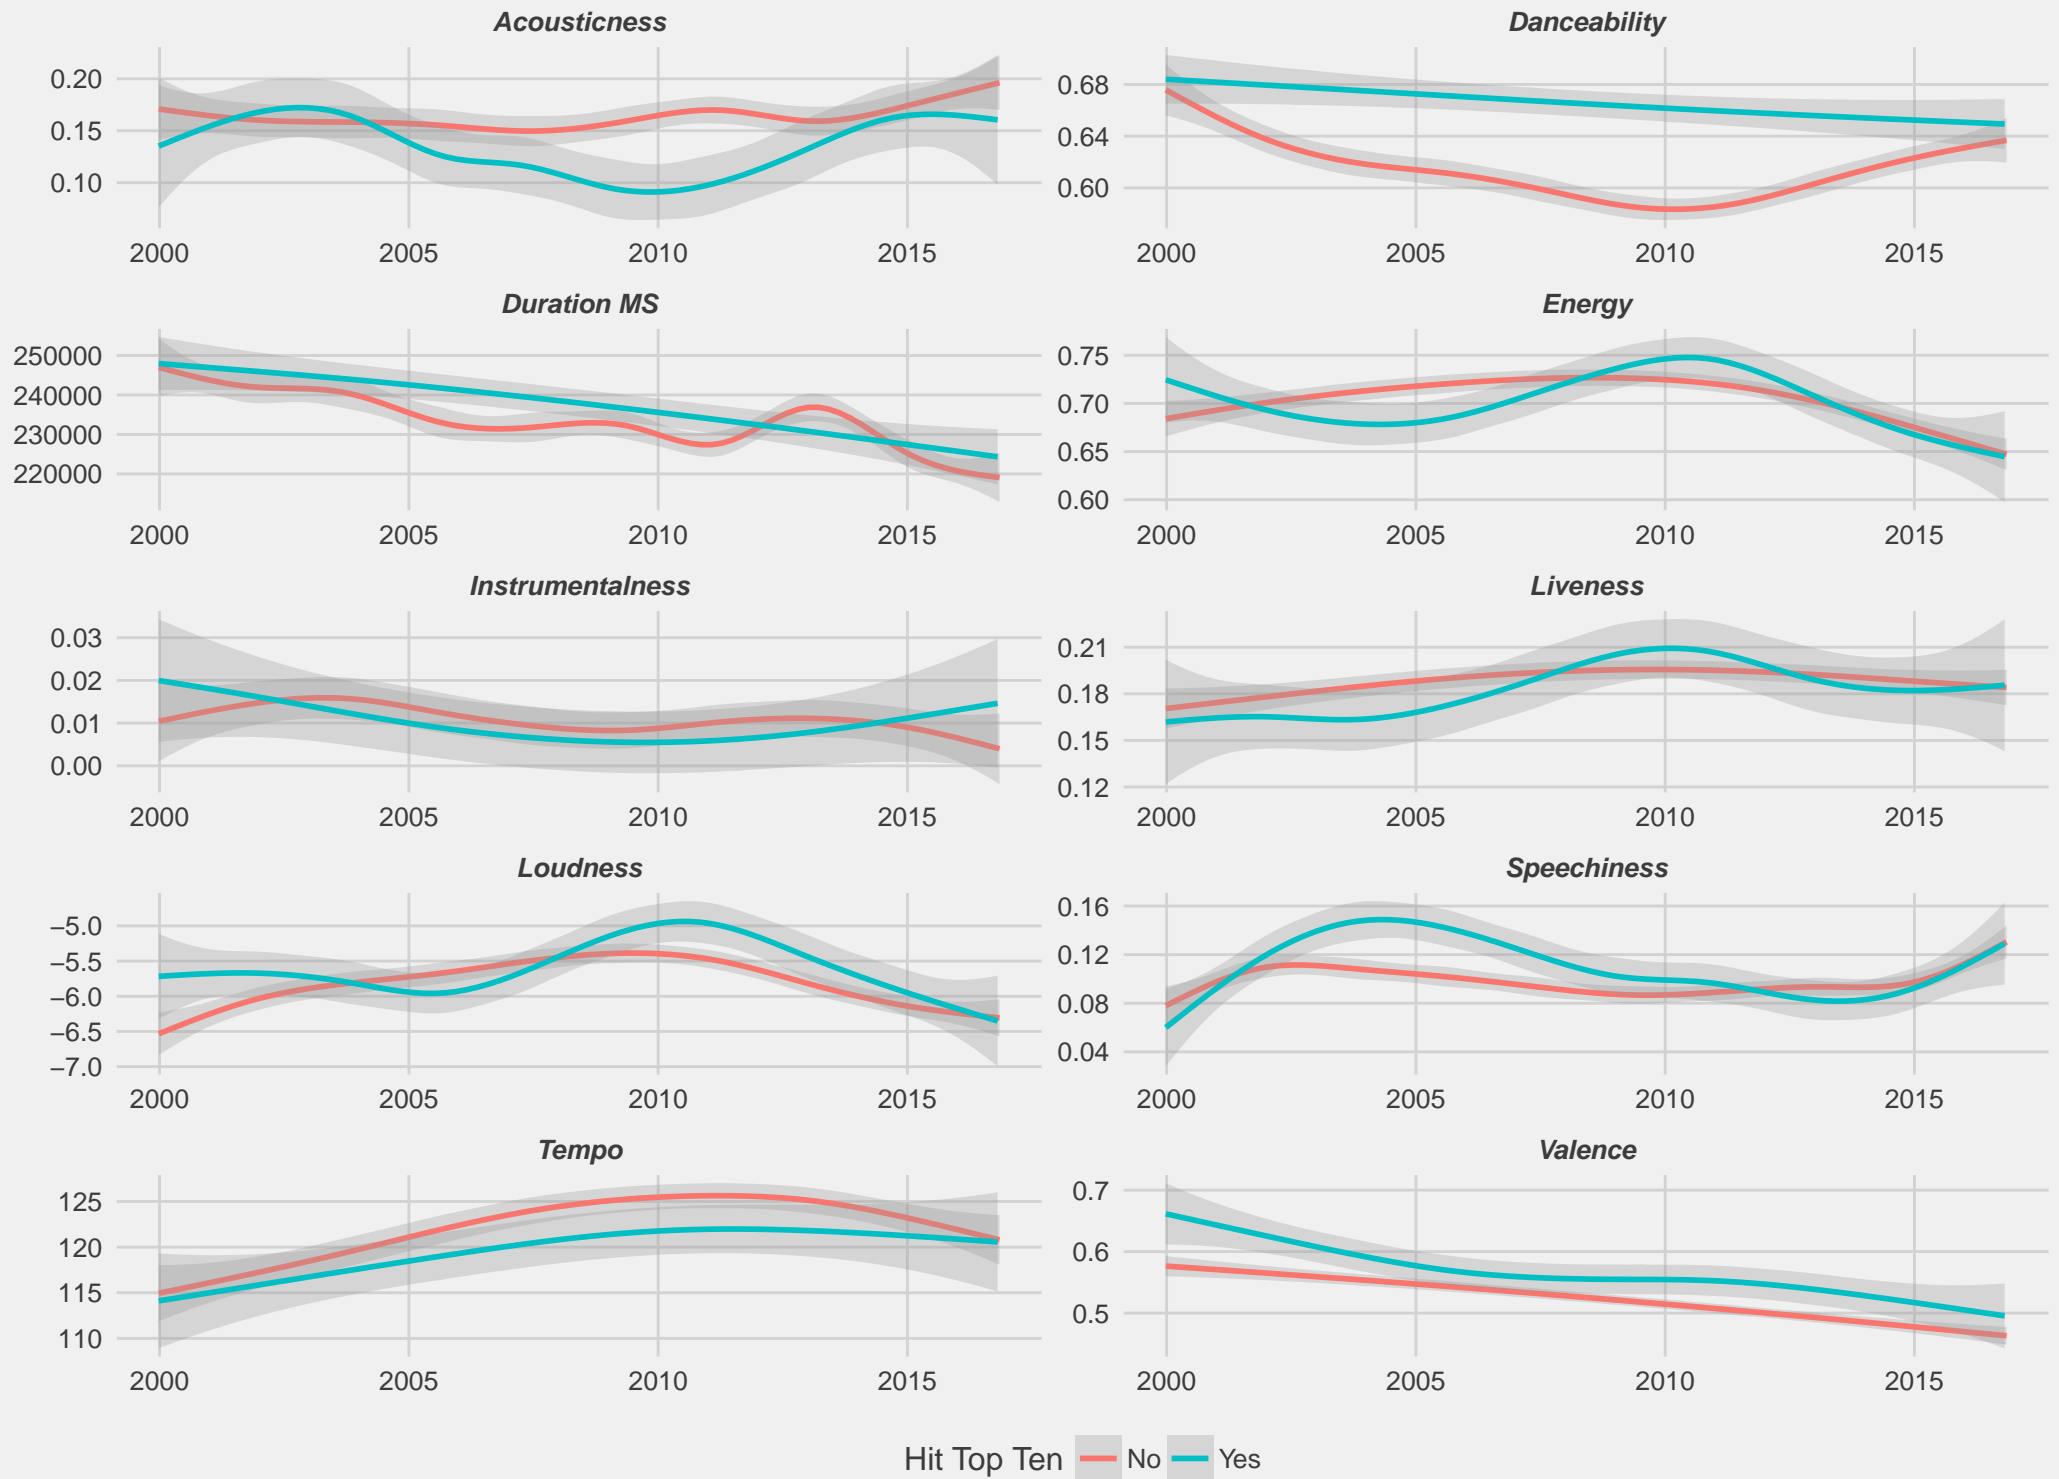 Acousticness
0.20
0.15
0.10
2000 2005 2010 2015
Danceability
0.68
0.64
0.60
2000 2005 2010 2015
Duration MS
250000
240000
230000
220000
2000 2005 2010 2015
Energy
0.75
0.70
0.65
0.60
2000 2005 2010 2015
Instrumentalness
0.03
0.02
0.01
0.00
2000 2005 2010 2015
Liveness
0.21
0.18
0.15
0.12
2000 2005 2010 2015
Loudness
−5.0
−5.5
−6.0
−6.5
−7.0
2000 2005 2010 2015
Speechiness
0.16
0.12
0.08
0.04
2000 2005 2010 2015
Tempo
125
120
115
110
2000 2005 2010 2015
Valence
0.7
0.6
0.5
2000 2005 2010 2015
Hit Top Ten No Yes